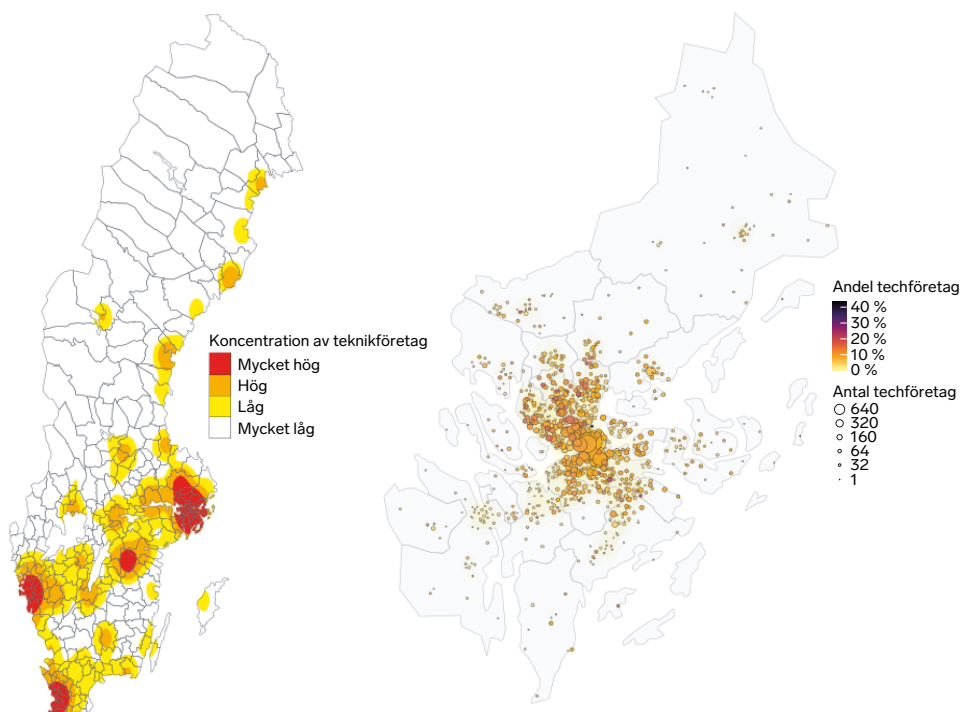 Koncentration av teknikföretag
Mycket hög
Hög
Låg
Mycket låg
Andel techföretag
40 %
30 %
20 %
10 %
0 %
Antal techföretag
640
320
160
64
32
1